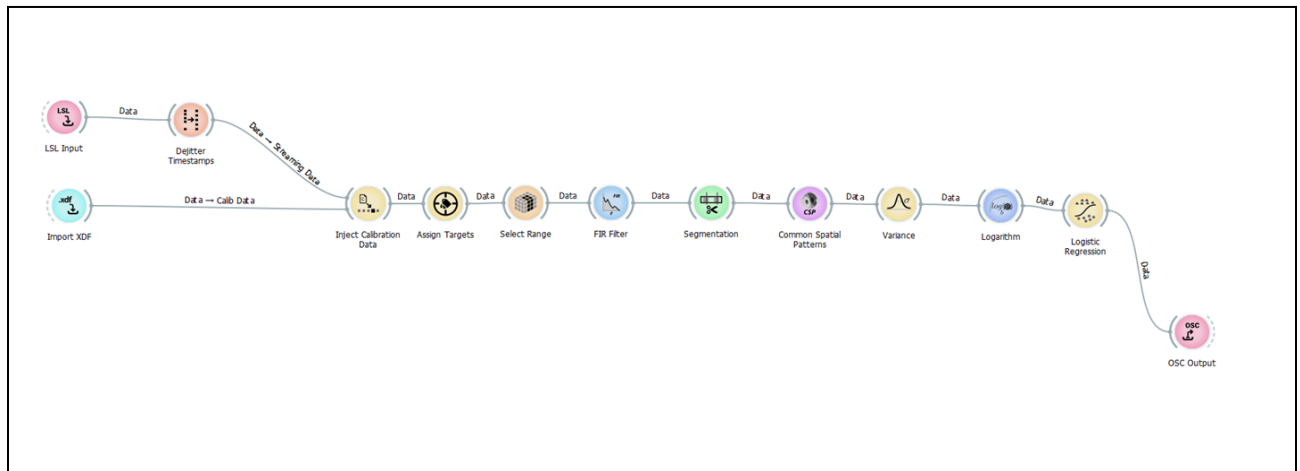 LSL
LSL Input
Data
Dejitter
Timestamps
Data → Streaming Data
.xdf
Import XDF
Data → Calib Data
Inject Calibration
Data
Data
Assign Targets
Data
Select Range
Data
FIR
FIR Filter
Data
Segmentation
Data
CSP
Common Spatial
Patterns
Data
σ
Variance
Data
Logarithm
Data
Logistic
Regression
Data
OSC
OSC Output